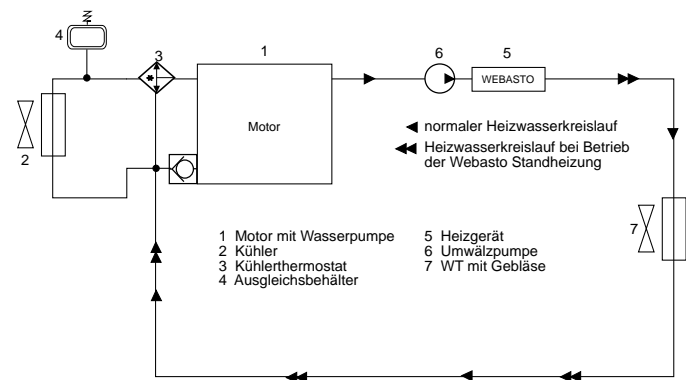 4
3
1
6
5
WEBASTO
Motor
normaler Heizwasserkreislauf
Heizwasserkreislauf bei Betrieb
der Webasto Standheizung
2
7
1 Motor mit Wasserpumpe
2 Kühler
3 Kühlerthermostat
4 Ausgleichsbehälter
5 Heizgerät
6 Umwälzpumpe
7 WT mit Gebläse